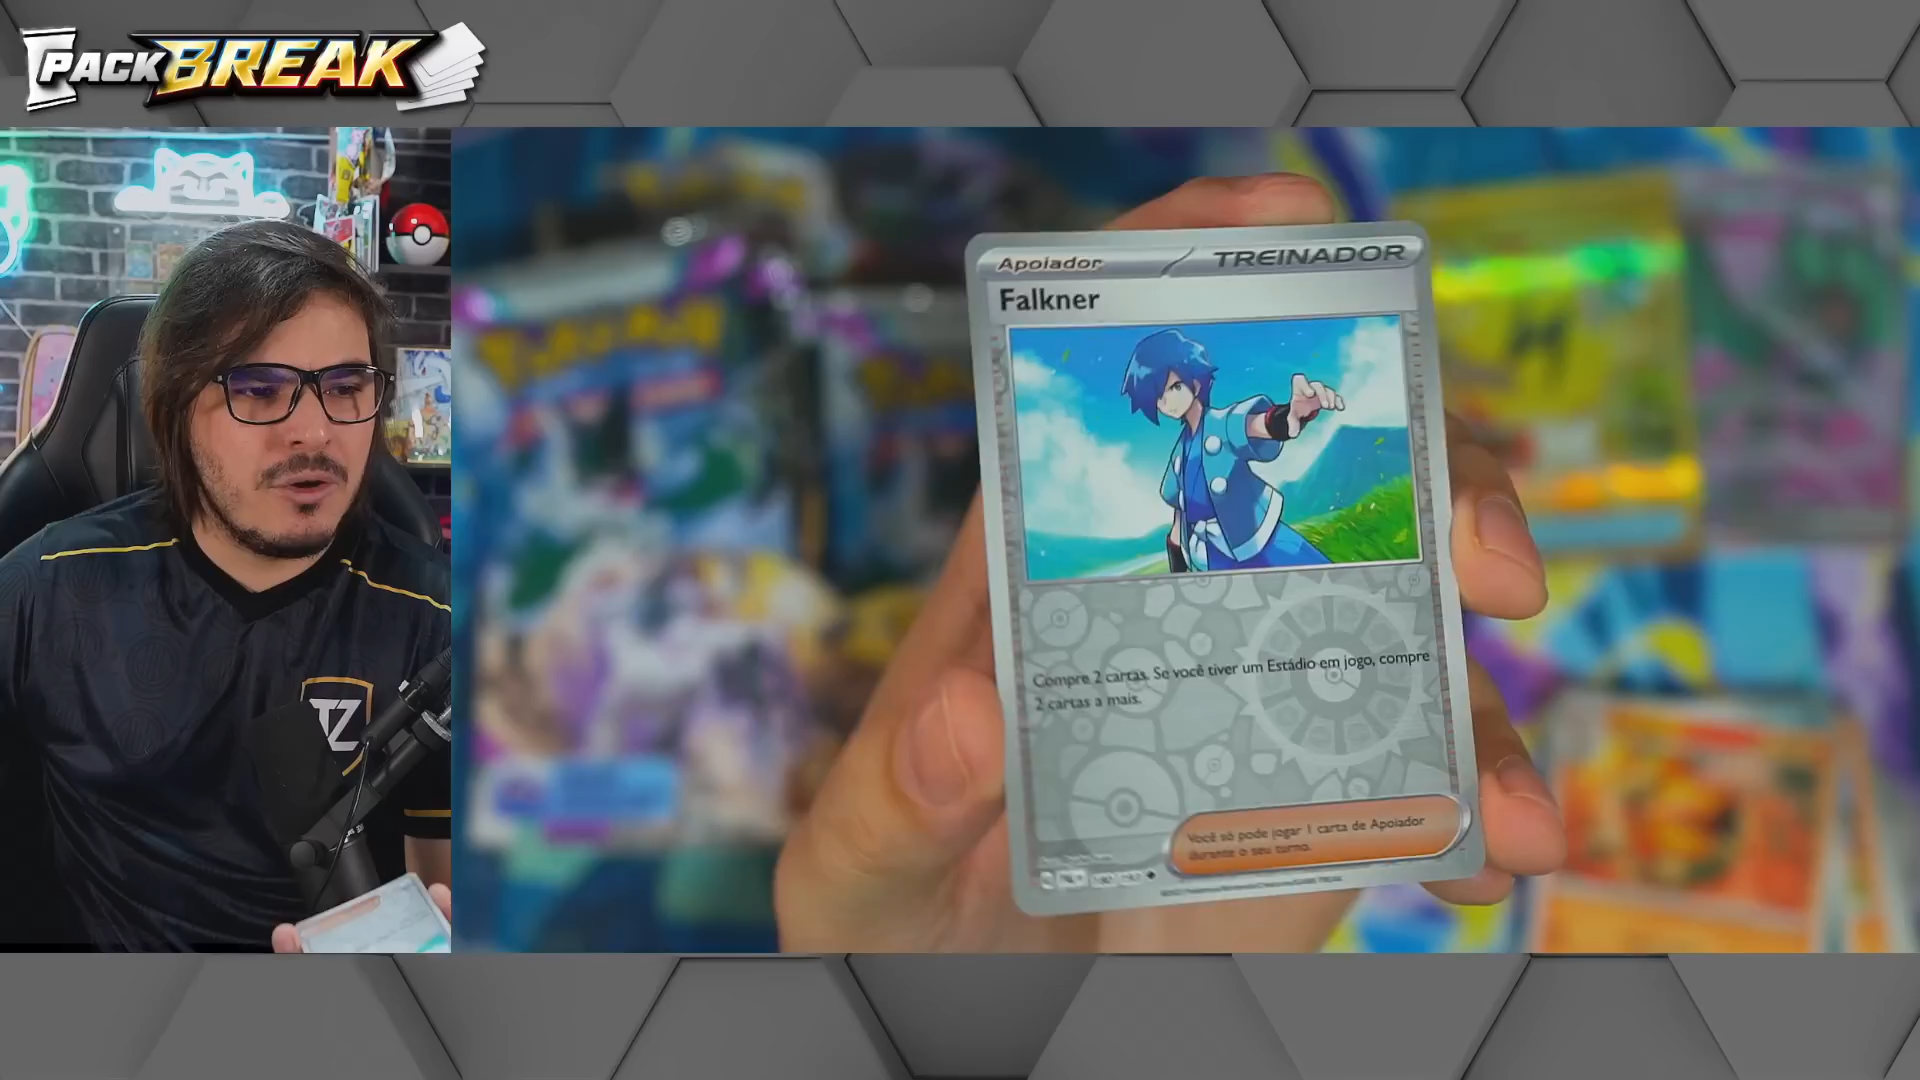 PACK BREAK
Apoiador
TREINADOR
Falkner
Compre 2 cartas. Se você tiver um Estádio em jogo, compre
2 cartas a mais.
Você só pode jogar 1 carta de Apoiador
durante o seu turno.
TZ